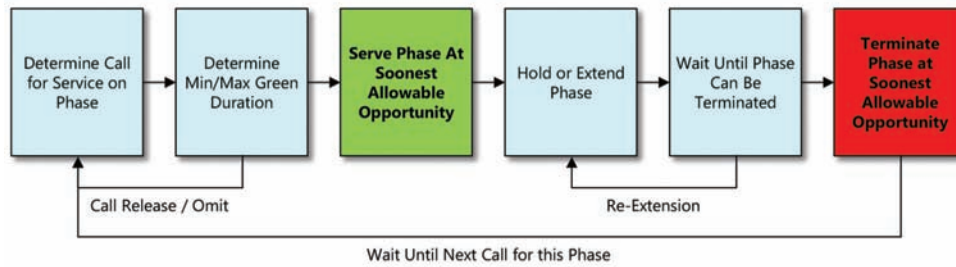 Determine Call
for Service on
Phase
Determine
Min/Max Green
Duration
Serve Phase At
Soonest
Allowable
Opportunity
Hold or Extend
Phase
Wait Until Phase
Can Be
Terminated
Terminate
Phase at
Soonest
Allowable
Opportunity
Call Release / Omit
Re-Extension
Wait Until Next Call for this Phase